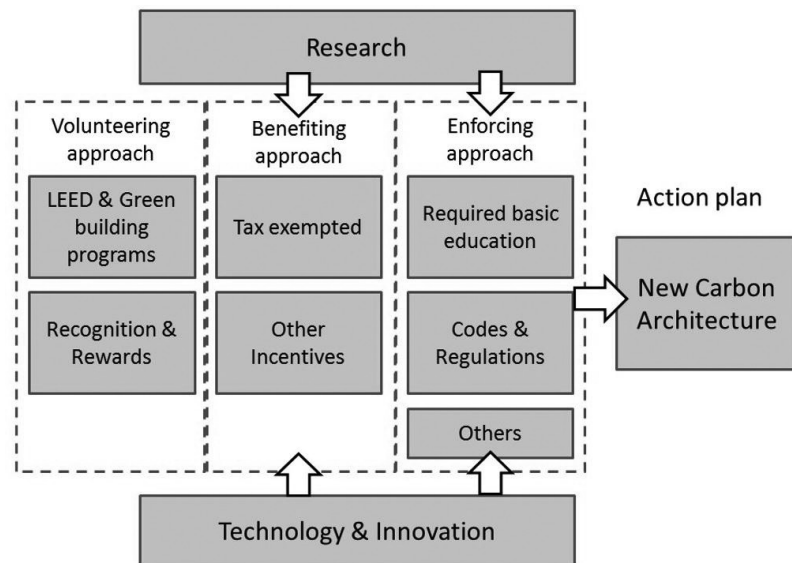 Research
Volunteering
approach
LEED & Green
building
programs
Recognition &
Rewards
Benefiting
approach
Tax exempted
Other
Incentives
Enforcing
approach
Required basic
education
Codes &
Regulations
Others
Action plan
New Carbon
Architecture
Technology & Innovation